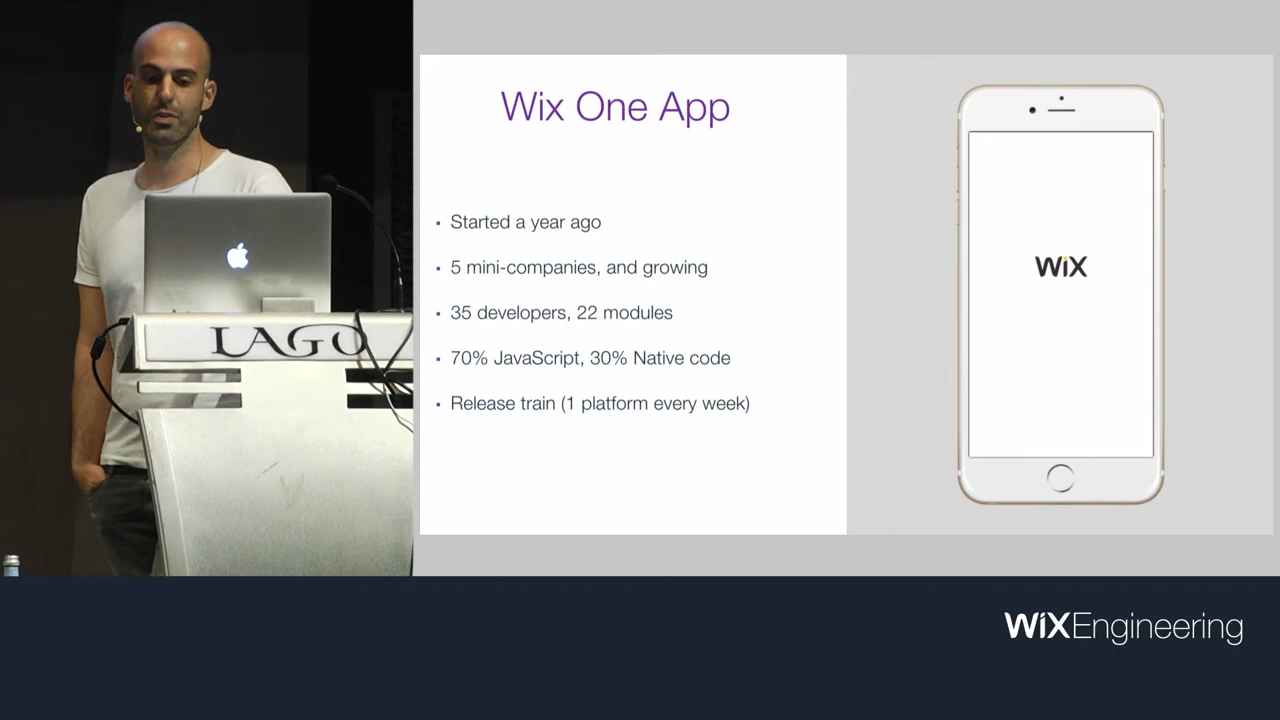 Wix One App
Started a year ago
5 mini-companies, and growing
35 developers, 22 modules
70% JavaScript, 30% Native code
Release train (1 platform every week)
WiX
LAGO
WiXEngineering